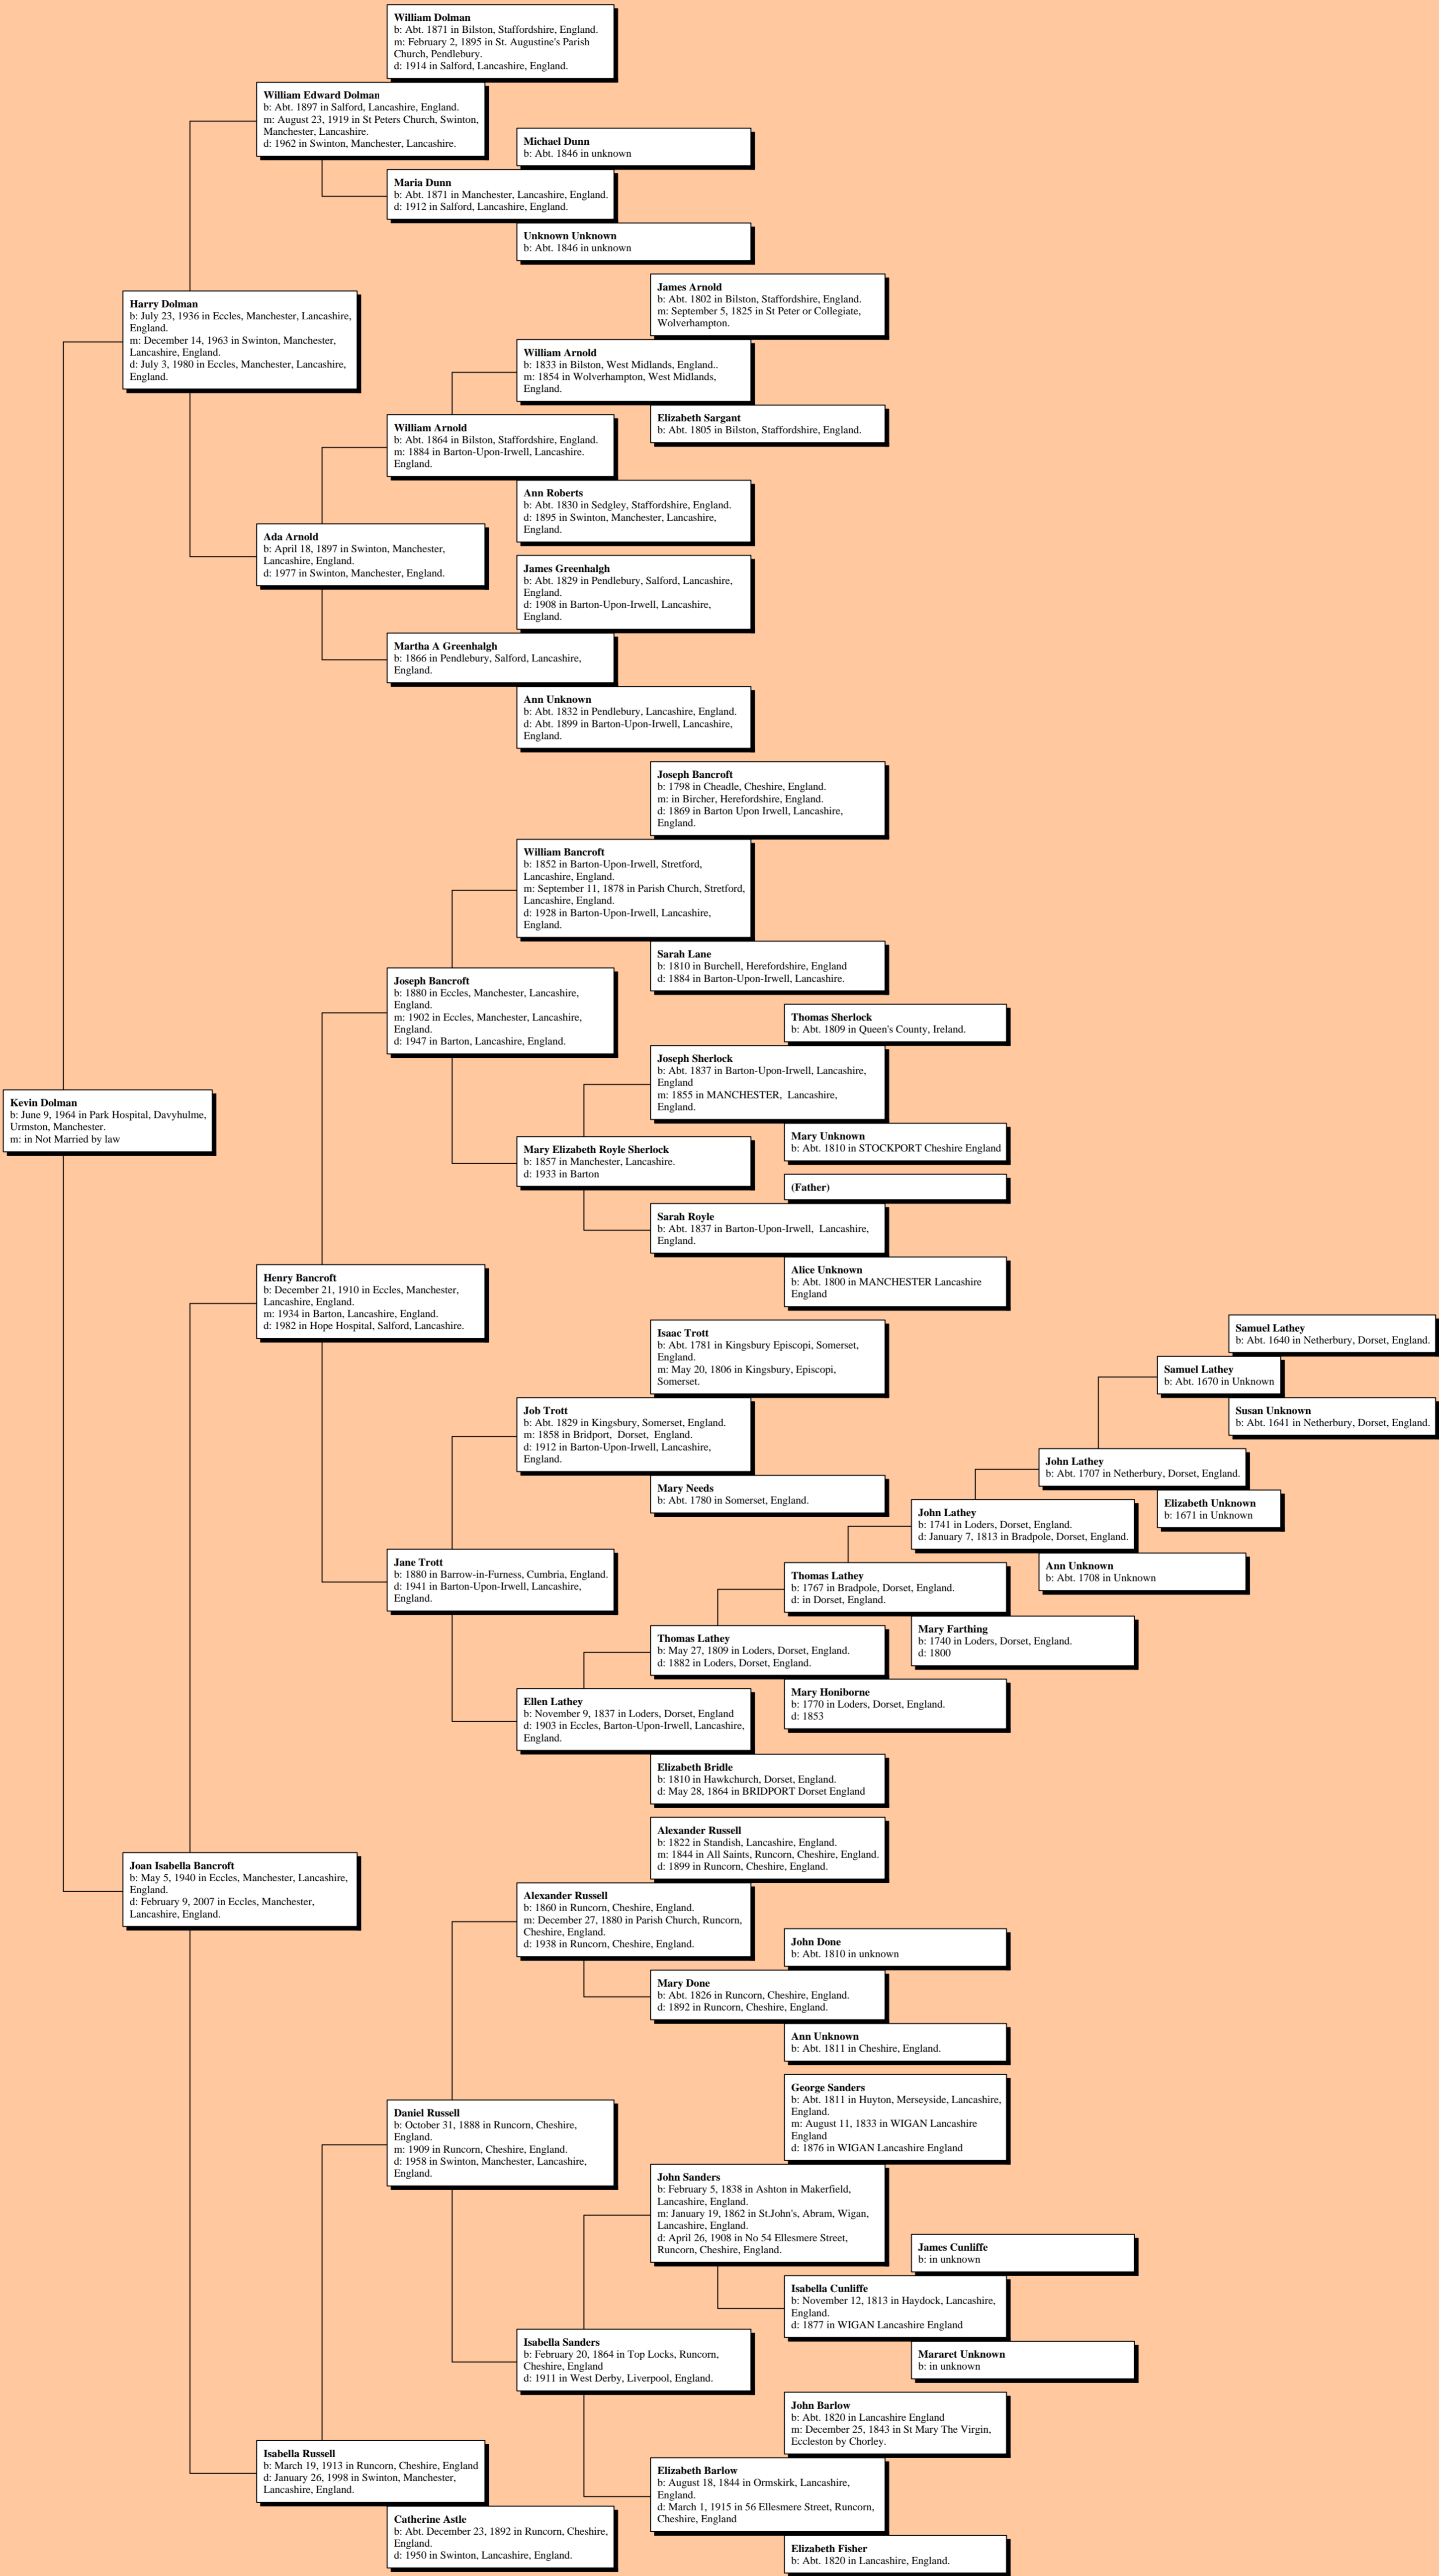 William Dolman
b: Abt. 1871 in Bilston, Staffordshire, England.
m: February 2, 1895 in St. Augustine's Parish
Church, Pendlebury.
d: 1914 in Salford, Lancashire, England.
William Edward Dolman
b: Abt. 1897 in Salford, Lancashire, England.
m: August 23, 1919 in St Peters Church, Swinton,
Manchester, Lancashire.
d: 1962 in Swinton, Manchester, Lancashire.
Michael Dunn
b: Abt. 1846 in unknown
Maria Dunn
b: Abt. 1871 in Manchester, Lancashire, England.
d: 1912 in Salford, Lancashire, England.
Unknown Unknown
b: Abt. 1846 in unknown
Harry Dolman
b: July 23, 1936 in Eccles, Manchester, Lancashire,
England.
m: December 14, 1963 in Swinton, Manchester,
Lancashire, England.
d: July 3, 1980 in Eccles, Manchester, Lancashire,
England.
James Arnold
b: Abt. 1802 in Bilston, Staffordshire, England.
m: September 5, 1825 in St Peter or Collegiate,
Wolverhampton.
William Arnold
b: 1833 in Bilston, West Midlands, England..
m: 1854 in Wolverhampton, West Midlands,
England.
Elizabeth Sargant
b: Abt. 1805 in Bilston, Staffordshire, England.
William Arnold
b: Abt. 1864 in Bilston, Staffordshire, England.
m: 1884 in Barton-Upon-Irwell, Lancashire.
England.
Ann Roberts
b: Abt. 1830 in Sedgley, Staffordshire, England.
d: 1895 in Swinton, Manchester, Lancashire,
England.
Ada Arnold
b: April 18, 1897 in Swinton, Manchester,
Lancashire, England.
d: 1977 in Swinton, Manchester, England.
James Greenhalgh
b: Abt. 1829 in Pendlebury, Salford, Lancashire,
England.
d: 1908 in Barton-Upon-Irwell, Lancashire,
England.
Martha A Greenhalgh
b: 1866 in Pendlebury, Salford, Lancashire,
England.
Ann Unknown
b: Abt. 1832 in Pendlebury, Lancashire, England.
d: Abt. 1899 in Barton-Upon-Irwell, Lancashire,
England.
Joseph Bancroft
b: 1798 in Cheadle, Cheshire, England.
m: in Bircher, Herefordshire, England.
d: 1869 in Barton Upon Irwell, Lancashire,
England.
William Bancroft
b: 1852 in Barton-Upon-Irwell, Stretford,
Lancashire, England.
m: September 11, 1878 in Parish Church, Stretford,
Lancashire, England.
d: 1928 in Barton-Upon-Irwell, Lancashire,
England.
Sarah Lane
b: 1810 in Burchell, Herefordshire, England
d: 1884 in Barton-Upon-Irwell, Lancashire.
Joseph Bancroft
b: 1880 in Eccles, Manchester, Lancashire,
England.
m: 1902 in Eccles, Manchester, Lancashire,
England.
d: 1947 in Barton, Lancashire, England.
Thomas Sherlock
b: Abt. 1809 in Queen's County, Ireland.
Joseph Sherlock
b: Abt. 1837 in Barton-Upon-Irwell, Lancashire,
England
m: 1855 in MANCHESTER, Lancashire,
England.
Mary Unknown
b: Abt. 1810 in STOCKPORT Cheshire England
Kevin Dolman
b: June 9, 1964 in Park Hospital, Davyhulme,
Urmston, Manchester.
m: in Not Married by law
Mary Elizabeth Royle Sherlock
b: 1857 in Manchester, Lancashire.
d: 1933 in Barton
(Father)
Sarah Royle
b: Abt. 1837 in Barton-Upon-Irwell, Lancashire,
England.
Alice Unknown
b: Abt. 1800 in MANCHESTER Lancashire
England
Henry Bancroft
b: December 21, 1910 in Eccles, Manchester,
Lancashire, England.
m: 1934 in Barton, Lancashire, England.
d: 1982 in Hope Hospital, Salford, Lancashire.
Isaac Trott
b: Abt. 1781 in Kingsbury Episcopi, Somerset,
England.
m: May 20, 1806 in Kingsbury, Episcopi,
Somerset.
Samuel Lathey
b: Abt. 1640 in Netherbury, Dorset, England.
Samuel Lathey
b: Abt. 1670 in Unknown
Susan Unknown
b: Abt. 1641 in Netherbury, Dorset, England.
Job Trott
b: Abt. 1829 in Kingsbury, Somerset, England.
m: 1858 in Bridport, Dorset, England.
d: 1912 in Barton-Upon-Irwell, Lancashire,
England.
John Lathey
b: Abt. 1707 in Netherbury, Dorset, England.
Mary Needs
b: Abt. 1780 in Somerset, England.
Elizabeth Unknown
b: 1671 in Unknown
John Lathey
b: 1741 in Loders, Dorset, England.
d: January 7, 1813 in Bradpole, Dorset, England.
Ann Unknown
b: Abt. 1708 in Unknown
Jane Trott
b: 1880 in Barrow-in-Furness, Cumbria, England.
d: 1941 in Barton-Upon-Irwell, Lancashire,
England.
Thomas Lathey
b: 1767 in Bradpole, Dorset, England.
d: in Dorset, England.
Mary Farthing
b: 1740 in Loders, Dorset, England.
d: 1800
Thomas Lathey
b: May 27, 1809 in Loders, Dorset, England.
d: 1882 in Loders, Dorset, England.
Mary Honiborne
b: 1770 in Loders, Dorset, England.
d: 1853
Ellen Lathey
b: November 9, 1837 in Loders, Dorset, England
d: 1903 in Eccles, Barton-Upon-Irwell, Lancashire,
England.
Elizabeth Bridle
b: 1810 in Hawkchurch, Dorset, England.
d: May 28, 1864 in BRIDPORT Dorset England
Joan Isabella Bancroft
b: May 5, 1940 in Eccles, Manchester, Lancashire,
England.
d: February 9, 2007 in Eccles, Manchester,
Lancashire, England.
Alexander Russell
b: 1822 in Standish, Lancashire, England.
m: 1844 in All Saints, Runcorn, Cheshire, England.
d: 1899 in Runcorn, Cheshire, England.
Alexander Russell
b: 1860 in Runcorn, Cheshire, England.
m: December 27, 1880 in Parish Church, Runcorn,
Cheshire, England.
d: 1938 in Runcorn, Cheshire, England.
John Done
b: Abt. 1810 in unknown
Mary Done
b: Abt. 1826 in Runcorn, Cheshire, England.
d: 1892 in Runcorn, Cheshire, England.
Ann Unknown
b: Abt. 1811 in Cheshire, England.
Daniel Russell
b: October 31, 1888 in Runcorn, Cheshire,
England.
m: 1909 in Runcorn, Cheshire, England.
d: 1958 in Swinton, Manchester, Lancashire,
England.
George Sanders
b: Abt. 1811 in Huyton, Merseyside, Lancashire,
England.
m: August 11, 1833 in WIGAN Lancashire
England
d: 1876 in WIGAN Lancashire England
John Sanders
b: February 5, 1838 in Ashton in Makerfield,
Lancashire, England.
m: January 19, 1862 in St.John's, Abram, Wigan,
Lancashire, England.
d: April 26, 1908 in No 54 Ellesmere Street,
Runcorn, Cheshire, England.
James Cunliffe
b: in unknown
Isabella Cunliffe
b: November 12, 1813 in Haydock, Lancashire,
England.
d: 1877 in WIGAN Lancashire England
Mararet Unknown
b: in unknown
Isabella Sanders
b: February 20, 1864 in Top Locks, Runcorn,
Cheshire, England
d: 1911 in West Derby, Liverpool, England.
John Barlow
b: Abt. 1820 in Lancashire England
m: December 25, 1843 in St Mary The Virgin,
Eccleston by Chorley.
Isabella Russell
b: March 19, 1913 in Runcorn, Cheshire, England
d: January 26, 1998 in Swinton, Manchester,
Lancashire, England.
Elizabeth Barlow
b: August 18, 1844 in Ormskirk, Lancashire,
England.
d: March 1, 1915 in 56 Ellesmere Street, Runcorn,
Cheshire, England
Catherine Astle
b: Abt. December 23, 1892 in Runcorn, Cheshire,
England.
d: 1950 in Swinton, Lancashire, England.
Elizabeth Fisher
b: Abt. 1820 in Lancashire, England.